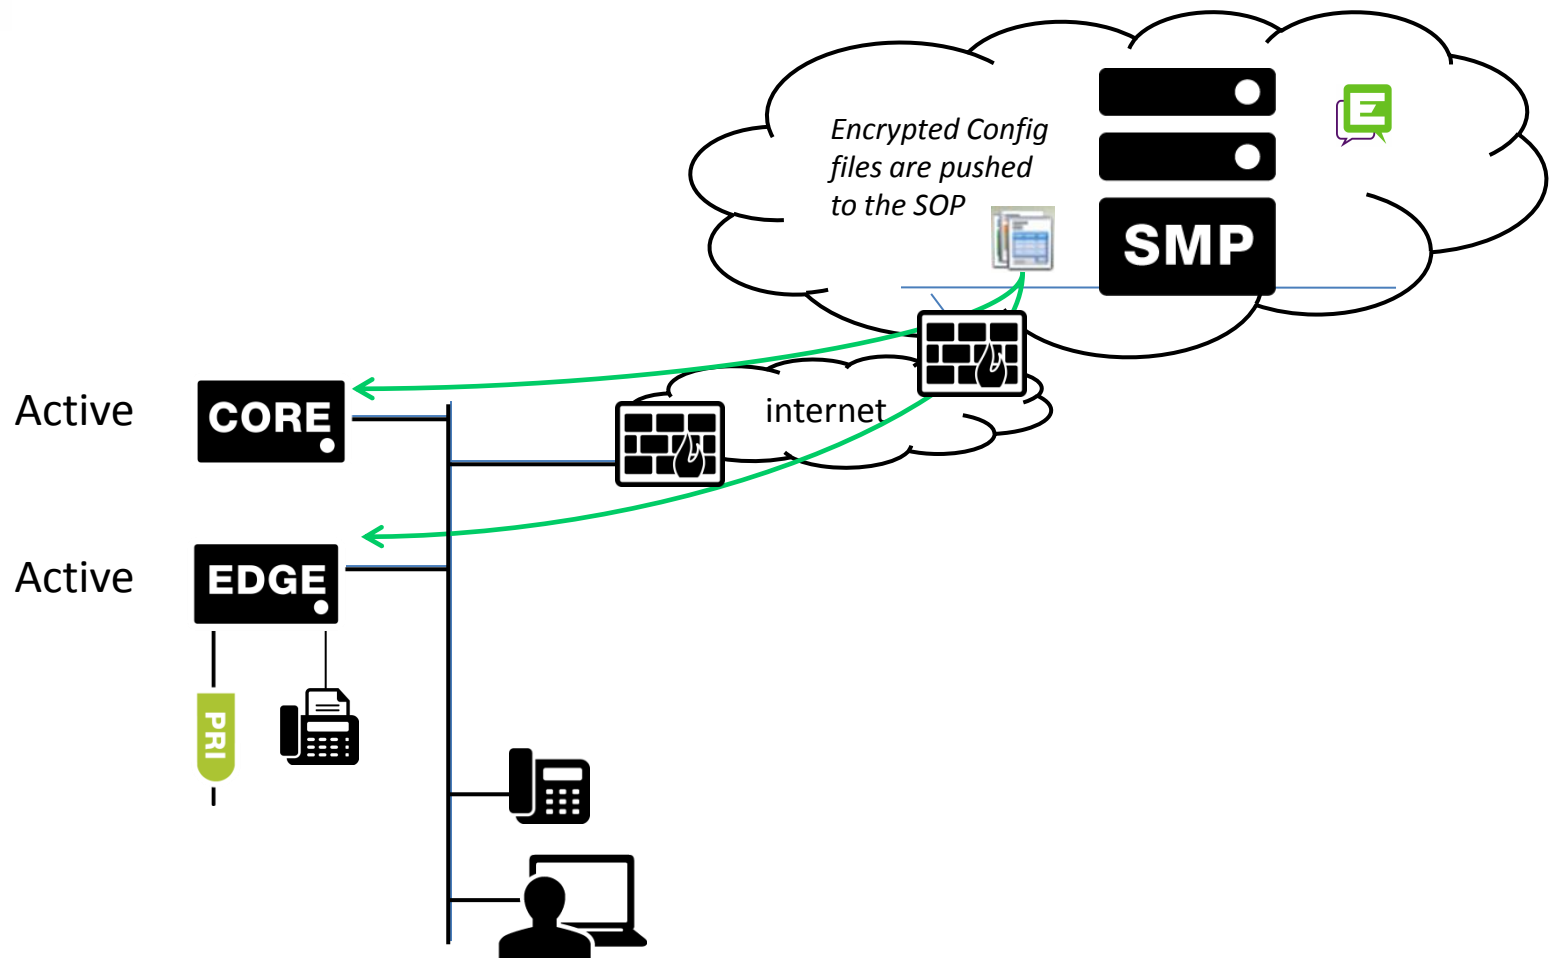 Encrypted Config
files are pushed
to the SOP
E
SMP
Active
CORE
internet
Active
EDGE
PRI